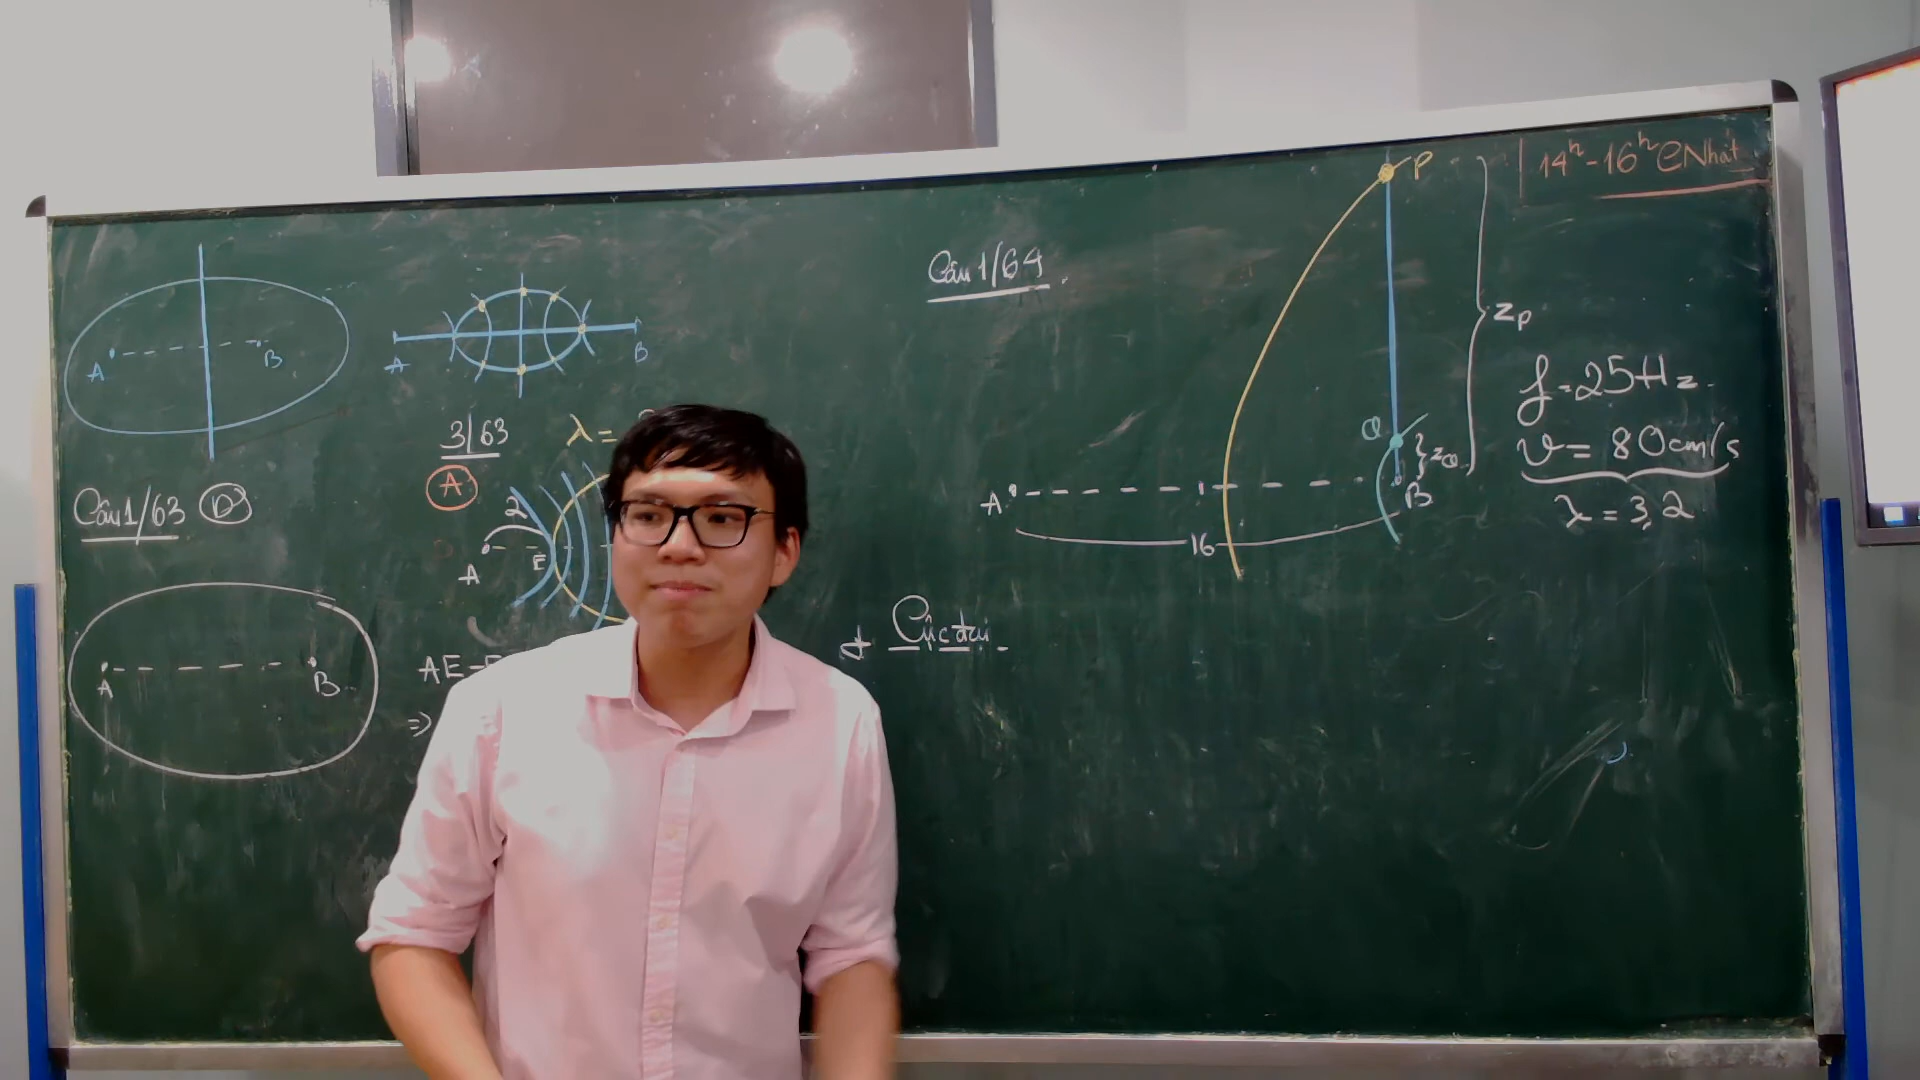 A
B
A
B
Câu 1/63 D
A
B
3/63
λ =
A
2
A
E
AE -
⇒
Câu 1/64
P
14h - 16h CNhật
zP
f = 25Hz
v = 80cm/s
λ = 3,2
Q
zQ
A
B
16
+ Cực đại